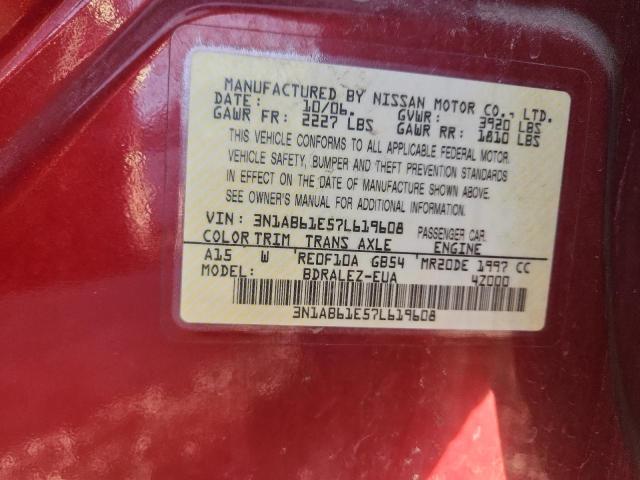 MANUFACTURED BY NISSAN MOTOR CO., LTD.
DATE: 10/06. GVWR: 3920 LBS
GAWR FR: 2227 LBS GAWR RR: 1810 LBS
THIS VEHICLE CONFORMS TO ALL APPLICABLE FEDERAL MOTOR
VEHICLE SAFETY, BUMPER AND THEFT PREVENTION STANDARDS
IN EFFECT ON THE DATE OF MANUFACTURE SHOWN ABOVE.
SEE OWNER'S MANUAL FOR ADDITIONAL INFORMATION.
VIN: 3N1AB61E57L619608 PASSENGER CAR.
COLOR TRIM TRANS AXLE ENGINE
A15 W RE0F10A GB54 MR20DE 1997 CC
MODEL: BDRALEZ-EUA 4Z000
3N1AB61E57L619608